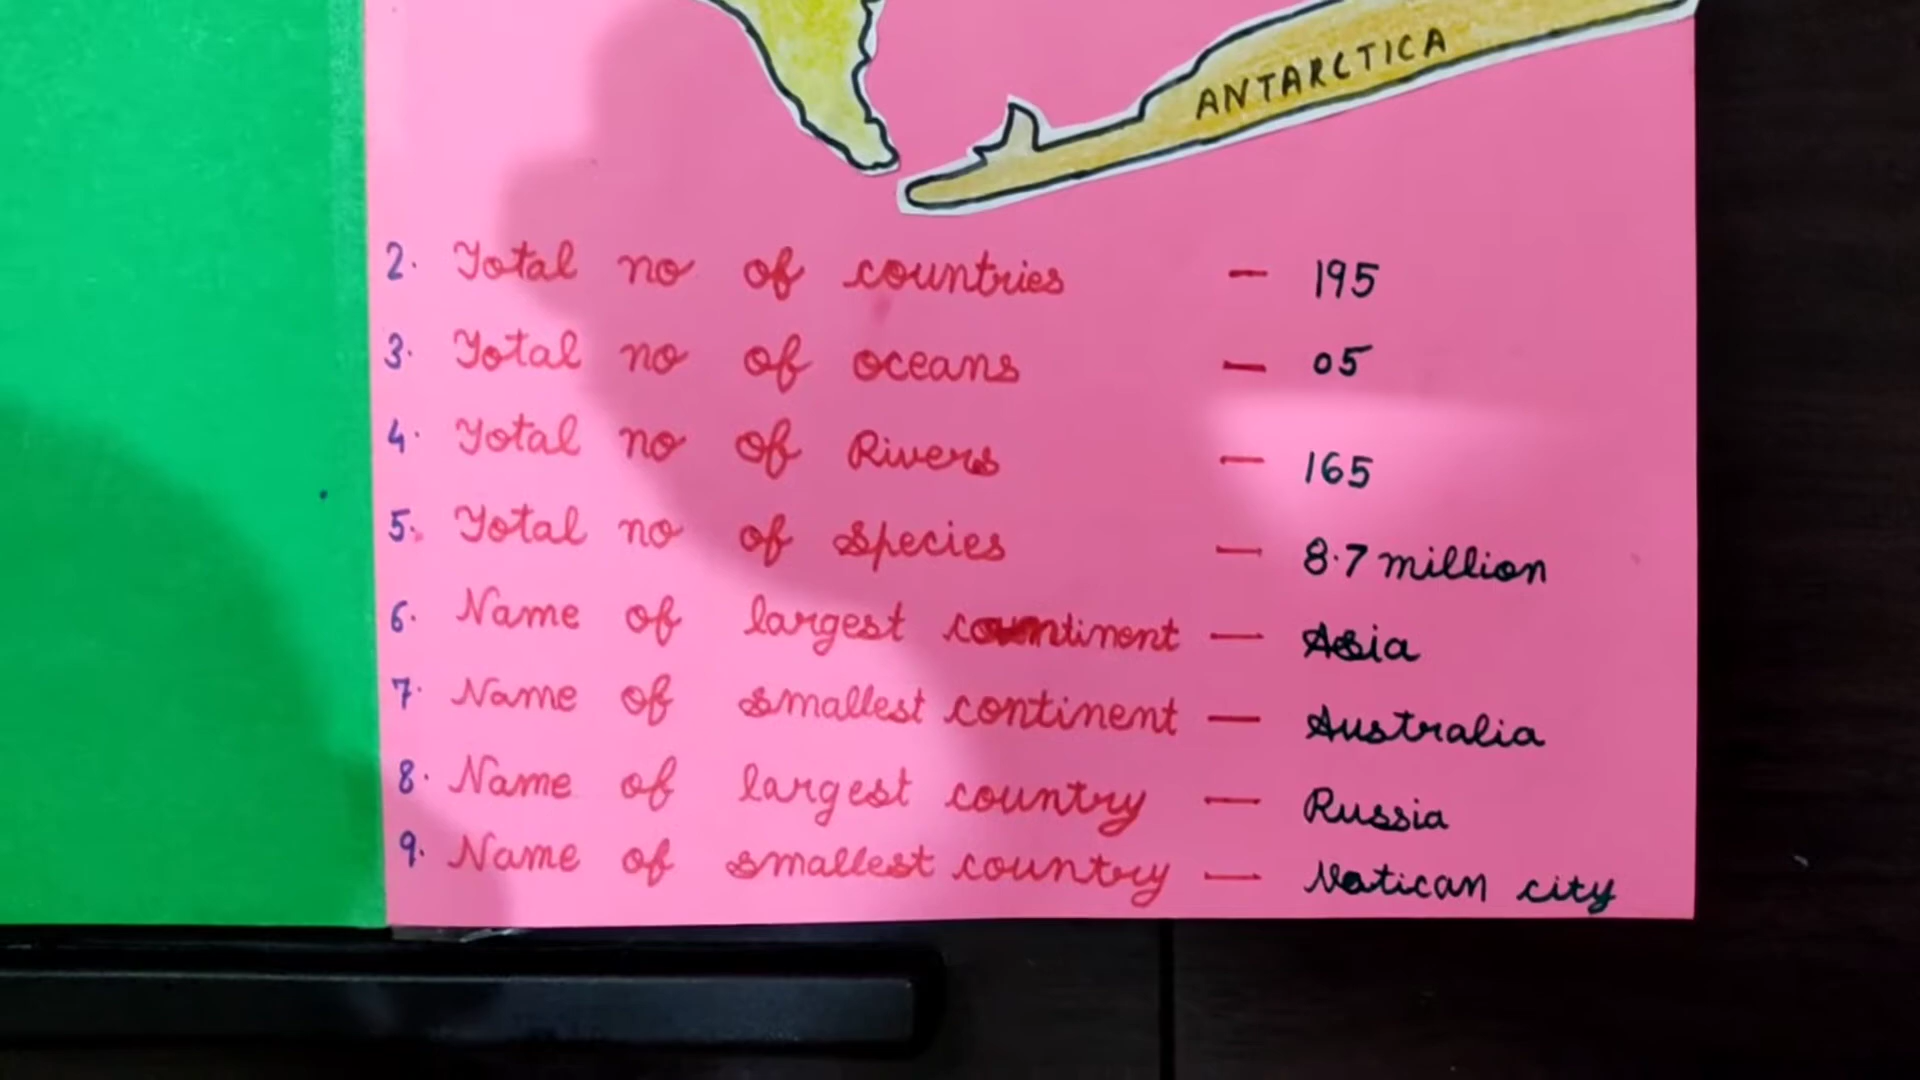 ANTARCTICA
2. Total no of countries — 195
3. Total no of oceans — 05
4. Total no of Rivers — 165
5. Total no of species — 8.7 million
6. Name of largest continent — Asia
7. Name of smallest continent — Australia
8. Name of largest country — Russia
9. Name of smallest country — Vatican city